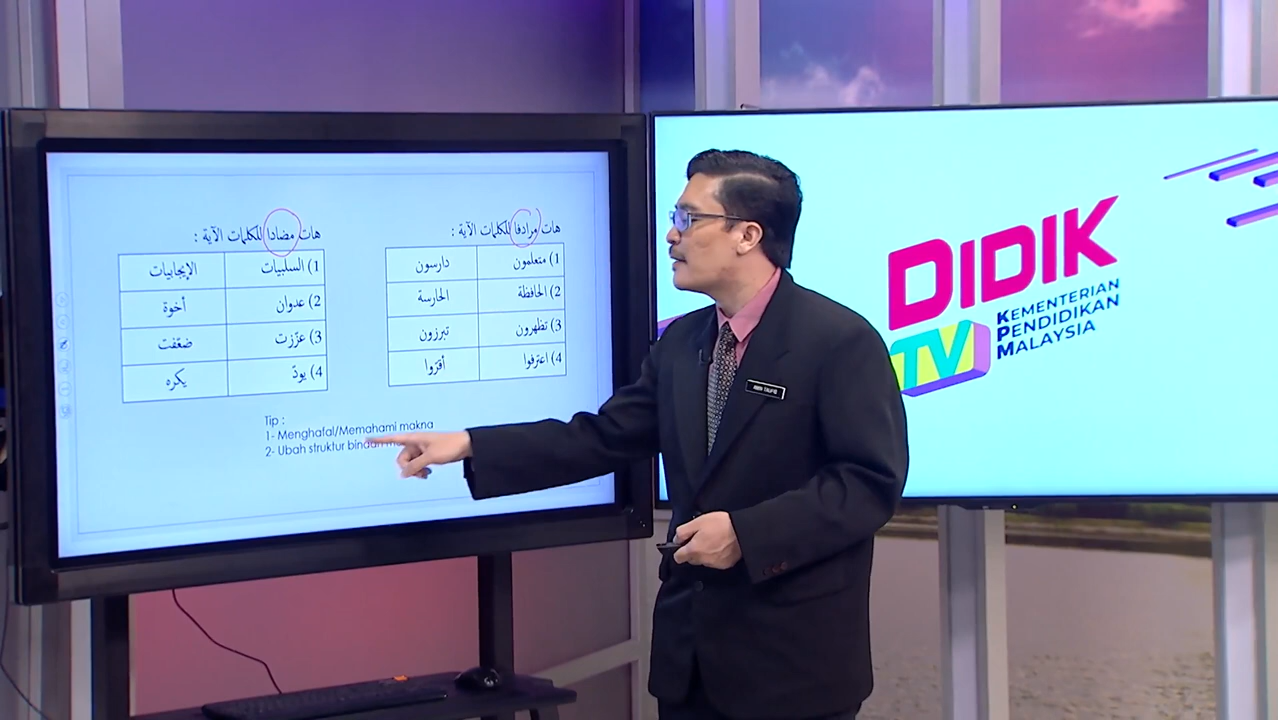 هات مرادفا للكلمات الآتية :
1) متعلمون دارسون
2) الحافظة الحارسة
3) تظهرون تبرزون
4) اعترفوا أقرّوا
هات مضادا للكلمات الآتية :
1) السلبيات الإيجابيات
2) عدوان أخوة
3) عزّزت ضعّفت
4) يودّ يكره
Tip :
1- Menghafal/Memahami makna
2- Ubah struktur
DIDIK
TV
KEMENTERIAN
PENDIDIKAN
MALAYSIA